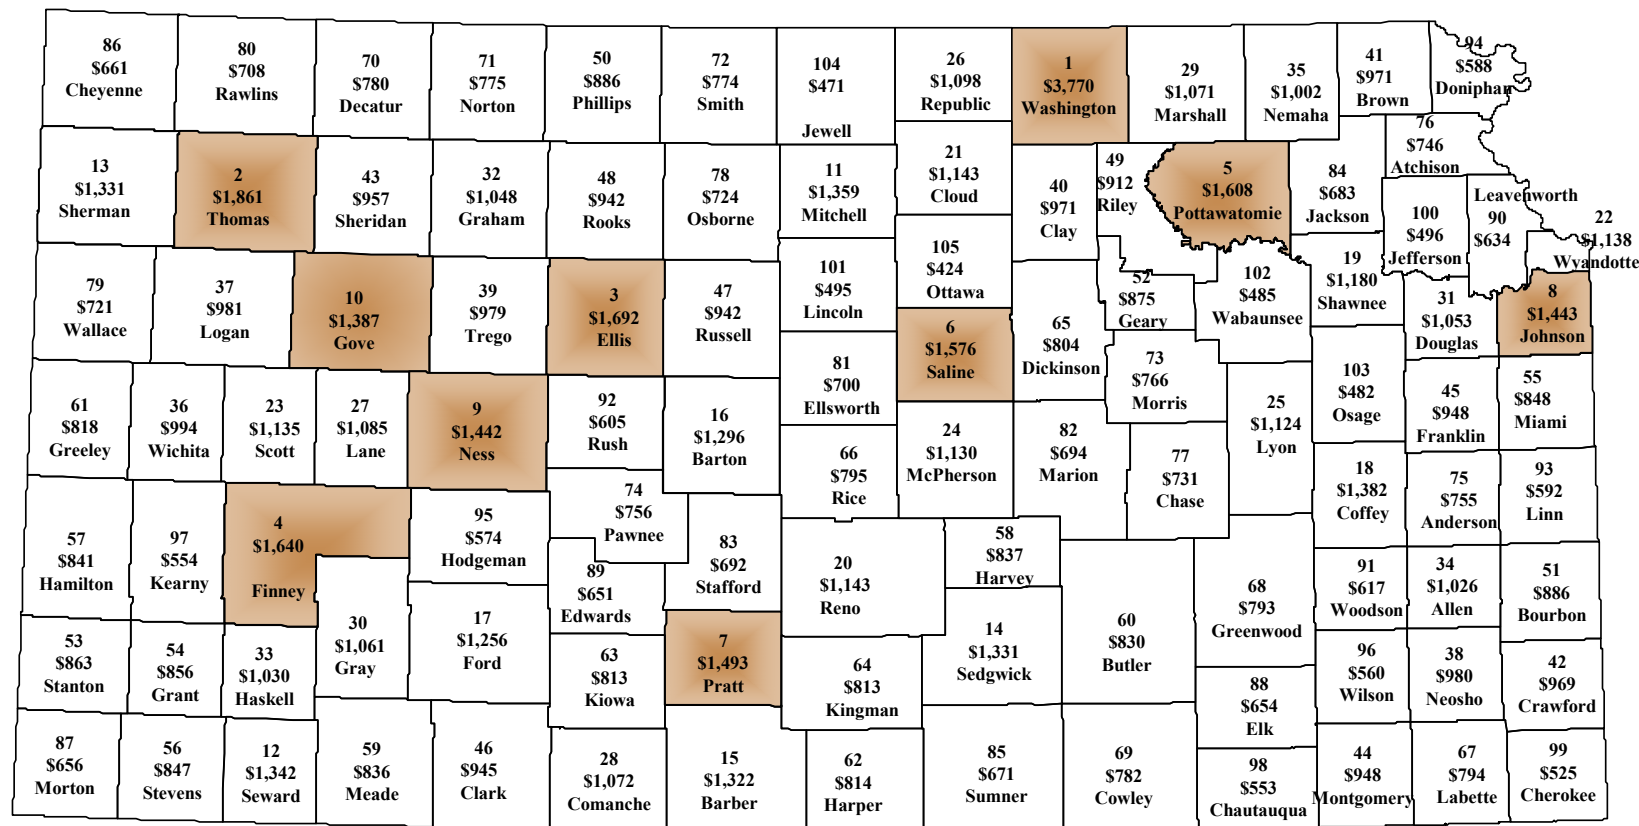 86
$661
Cheyenne
80
$708
Rawlins
70
$780
Decatur
71
$775
Norton
50
$886
Phillips
72
$774
Smith
104
$471
Jewell
26
$1,098
Republic
1
$3,770
Washington
29
$1,071
Marshall
35
$1,002
Nemaha
41
$971
Brown
94
$588
Doniphan
13
$1,331
Sherman
2
$1,861
Thomas
43
$957
Sheridan
32
$1,048
Graham
48
$942
Rooks
78
$724
Osborne
11
$1,359
Mitchell
21
$1,143
Cloud
40
$971
Clay
49
$912
Riley
5
$1,608
Pottawatomie
84
$683
Jackson
76
$746
Atchison
100
$496
Jefferson
Leavenworth
90
$634
22
$1,138
Wyandotte
79
$721
Wallace
37
$981
Logan
10
$1,387
Gove
39
$979
Trego
3
$1,692
Ellis
47
$942
Russell
101
$495
Lincoln
105
$424
Ottawa
6
$1,576
Saline
65
$804
Dickinson
52
$875
Geary
102
$485
Wabaunsee
19
$1,180
Shawnee
31
$1,053
Douglas
8
$1,443
Johnson
61
$818
Greeley
36
$994
Wichita
23
$1,135
Scott
27
$1,085
Lane
9
$1,442
Ness
92
$605
Rush
16
$1,296
Barton
81
$700
Ellsworth
66
$795
Rice
24
$1,130
McPherson
82
$694
Marion
73
$766
Morris
77
$731
Chase
25
$1,124
Lyon
103
$482
Osage
45
$948
Franklin
55
$848
Miami
57
$841
Hamilton
97
$554
Kearny
4
$1,640
Finney
95
$574
Hodgeman
74
$756
Pawnee
83
$692
Stafford
89
$651
Edwards
20
$1,143
Reno
58
$837
Harvey
18
$1,382
Coffey
75
$755
Anderson
93
$592
Linn
53
$863
Stanton
54
$856
Grant
33
$1,030
Haskell
30
$1,061
Gray
17
$1,256
Ford
63
$813
Kiowa
7
$1,493
Pratt
64
$813
Kingman
14
$1,331
Sedgwick
60
$830
Butler
68
$793
Greenwood
91
$617
Woodson
34
$1,026
Allen
51
$886
Bourbon
96
$560
Wilson
38
$980
Neosho
42
$969
Crawford
87
$656
Morton
56
$847
Stevens
12
$1,342
Seward
59
$836
Meade
46
$945
Clark
28
$1,072
Comanche
15
$1,322
Barber
62
$814
Harper
85
$671
Sumner
69
$782
Cowley
88
$654
Elk
98
$553
Chautauqua
44
$948
Montgomery
67
$794
Labette
99
$525
Cherokee